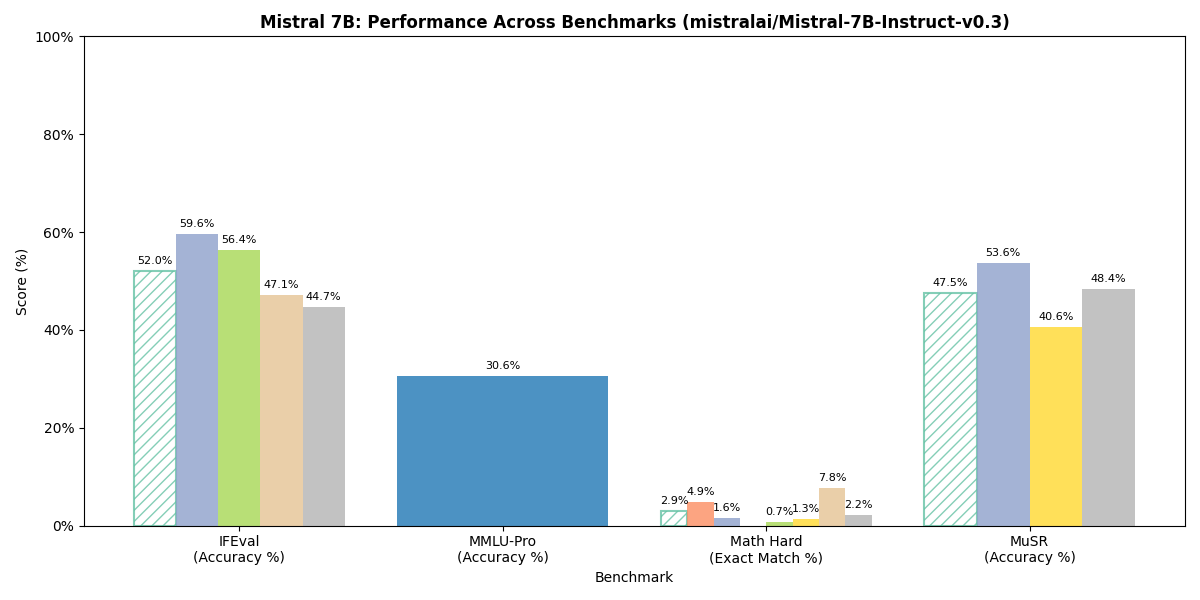 Mistral 7B: Performance Across Benchmarks (mistralai/Mistral-7B-Instruct-v0.3)
Score (%)
100%
80%
60%
40%
20%
0%
52.0%
59.6%
56.4%
47.1%
44.7%
30.6%
2.9%
4.9%
1.6%
0.7%
1.3%
7.8%
2.2%
47.5%
53.6%
40.6%
48.4%
IFEval
(Accuracy %)
MMLU-Pro
(Accuracy %)
Math Hard
(Exact Match %)
MuSR
(Accuracy %)
Benchmark